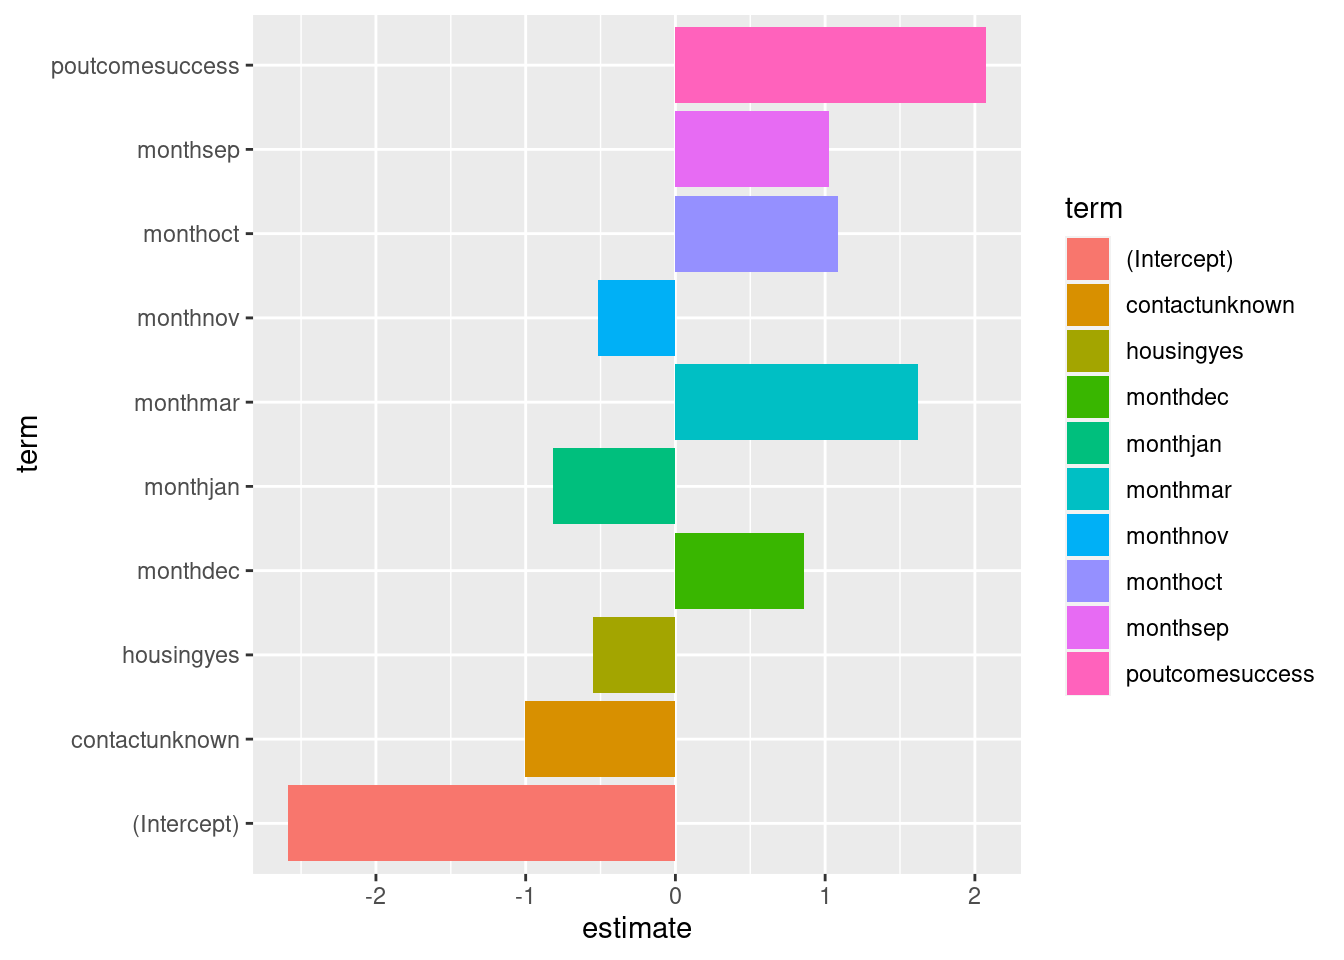 poutcomesuccess
monthsep
monthoct
monthnov
monthmar
monthjan
monthdec
housingyes
contactunknown
(Intercept)
term
-2 -1 0 1 2
estimate
term
(Intercept)
contactunknown
housingyes
monthdec
monthjan
monthmar
monthnov
monthoct
monthsep
poutcomesuccess